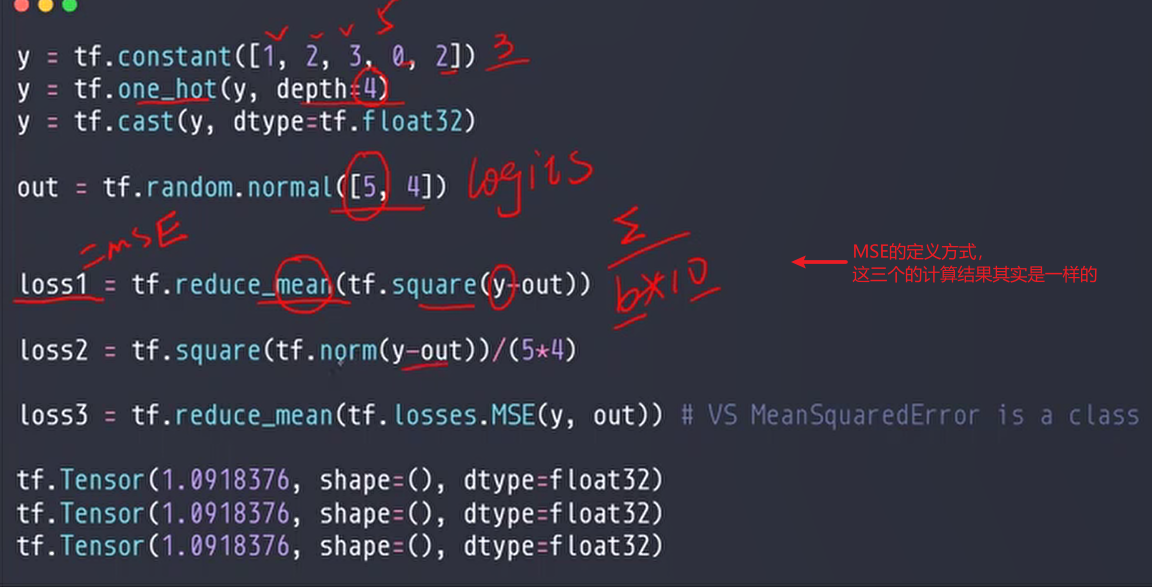 5
y = tf.constant([1, 2, 3, 0, 2]) 3
y = tf.one_hot(y, depth=4)
y = tf.cast(y, dtype=tf.float32)
out = tf.random.normal([5, 4]) logits
=mSE
Σ
loss1 = tf.reduce_mean(tf.square(y-out))
b*10
MSE的定义方式，
这三个的计算结果其实是一样的
loss2 = tf.square(tf.norm(y-out))/(5*4)
loss3 = tf.reduce_mean(tf.losses.MSE(y, out)) # VS MeanSquaredError is a class
tf.Tensor(1.0918376, shape=(), dtype=float32)
tf.Tensor(1.0918376, shape=(), dtype=float32)
tf.Tensor(1.0918376, shape=(), dtype=float32)